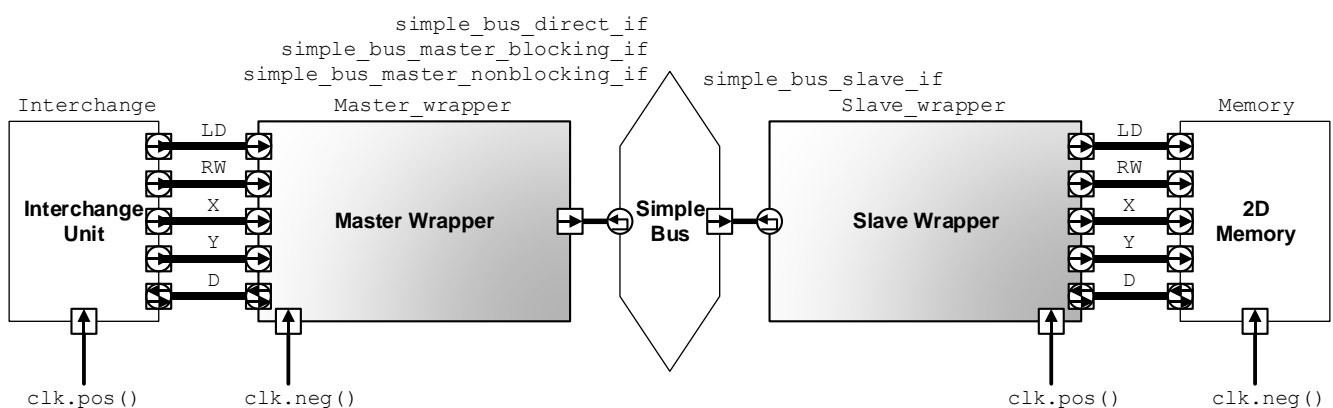 simple_bus_direct_if
simple_bus_master_blocking_if
simple_bus_master_nonblocking_if
simple_bus_slave_if
Interchange
Master_wrapper
Slave_wrapper
Memory
LD
RW
X
Y
D
Interchange
Unit
Master Wrapper
Simple
Bus
Slave Wrapper
LD
RW
X
Y
D
2D
Memory
clk.pos()
clk.neg()
clk.pos()
clk.neg()